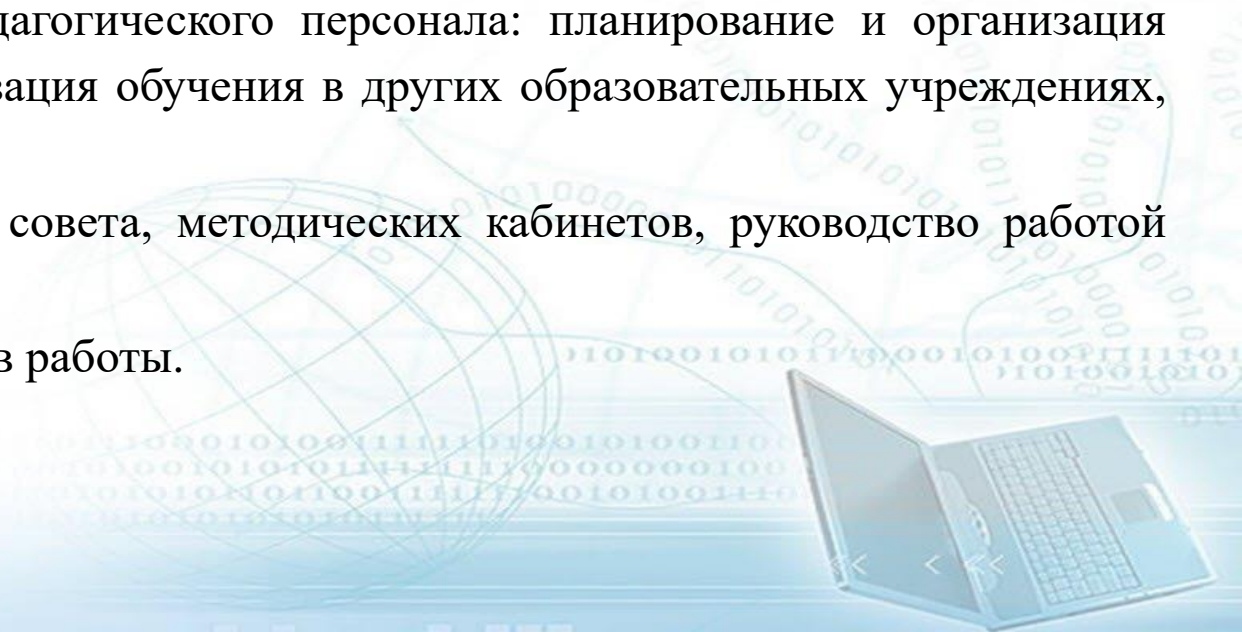 дагогического персонала: планирование и организация
зация обучения в других образовательных учреждениях,
совета, методических кабинетов, руководство работой
в работы.